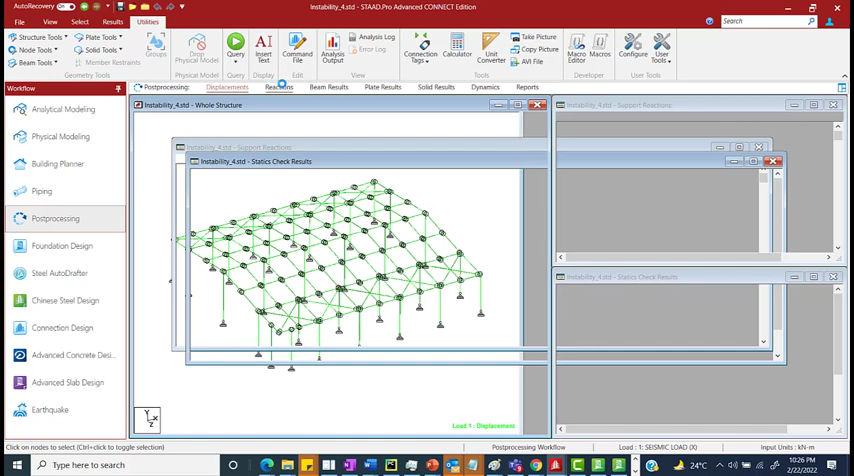 AutoRecovery Off
Instability_4.std - STAAD.Pro Advanced CONNECT Edition
File View Select Results Utilities
Search
Structure Tools Plate Tools
Node Tools Solid Tools
Beam Tools Member Restraints
Geometry Tools
Groups
Drop Physical Model
Physical Model
Query
Insert Text
Display
Command File
Edit
Analysis Output
Analysis Log
Error Log
View
Connection Tags
Calculator
Unit Converter
Take Picture
Copy Picture
AVI File
Tools
Macro Editor
Macros
Developer
Configure
User Tools
User
Workflow
Postprocessing: Displacements Reactions Beam Results Plate Results Solid Results Dynamics Reports
Analytical Modeling
Physical Modeling
Building Planner
Piping
Postprocessing
Foundation Design
Steel AutoDrafter
Chinese Steel Design
Connection Design
Advanced Concrete Desi...
Advanced Slab Design
Earthquake
Instability_4.std - Whole Structure
Instability_4.std - Support Reactions
Instability_4.std - Statics Check Results
Instability_4.std - Support Reactions
Instability_4.std - Statics Check Results
Y
X
Z
Load 1 : Displacement
Click on nodes to select (Ctrl+click to toggle selection)
Postprocessing Workflow
Load : 1: SEISMIC LOAD (X)
Input Units : kN-m
Type here to search
24°C
ENG
10:26 PM
2/22/2022